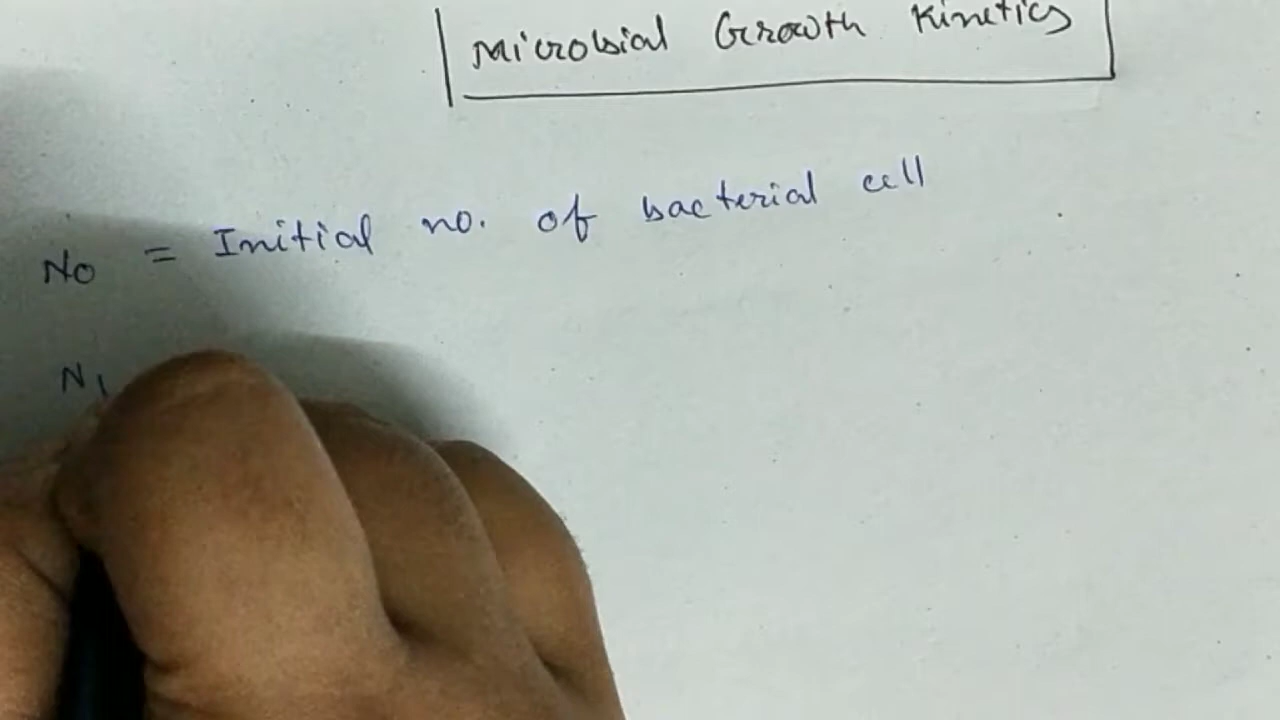 Microbial Growth Kinetics
No = Initial no. of bacterial cell
N1